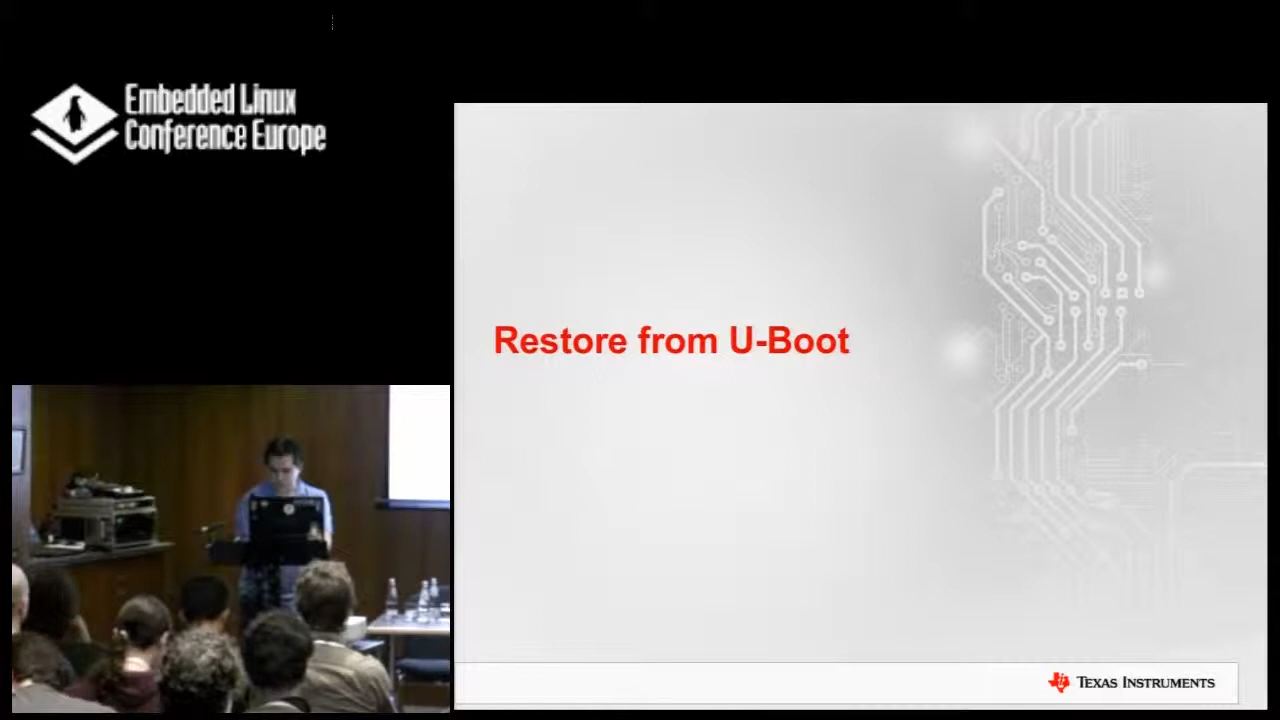 Embedded Linux
Conference Europe
Restore from U-Boot
TEXAS INSTRUMENTS